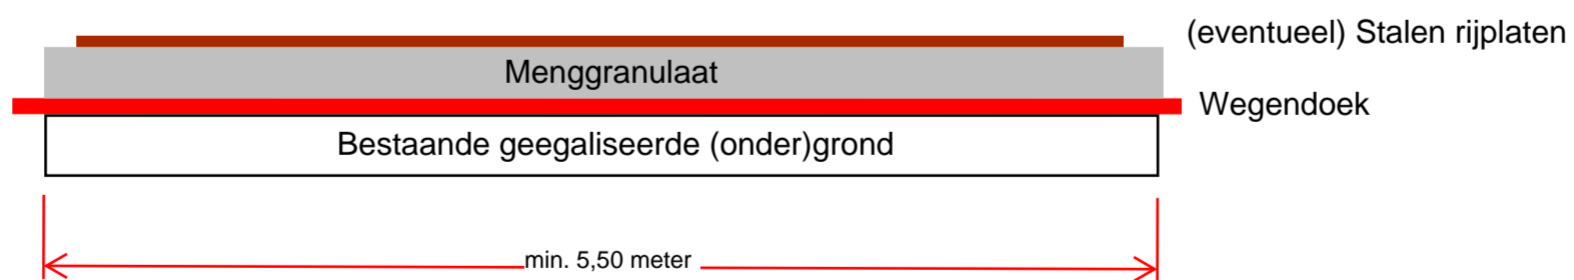 (eventueel) Stalen rijplaten
Menggranulaat
Wegendoek
Bestaande geegaliseerde (onder)grond
min. 5,50 meter